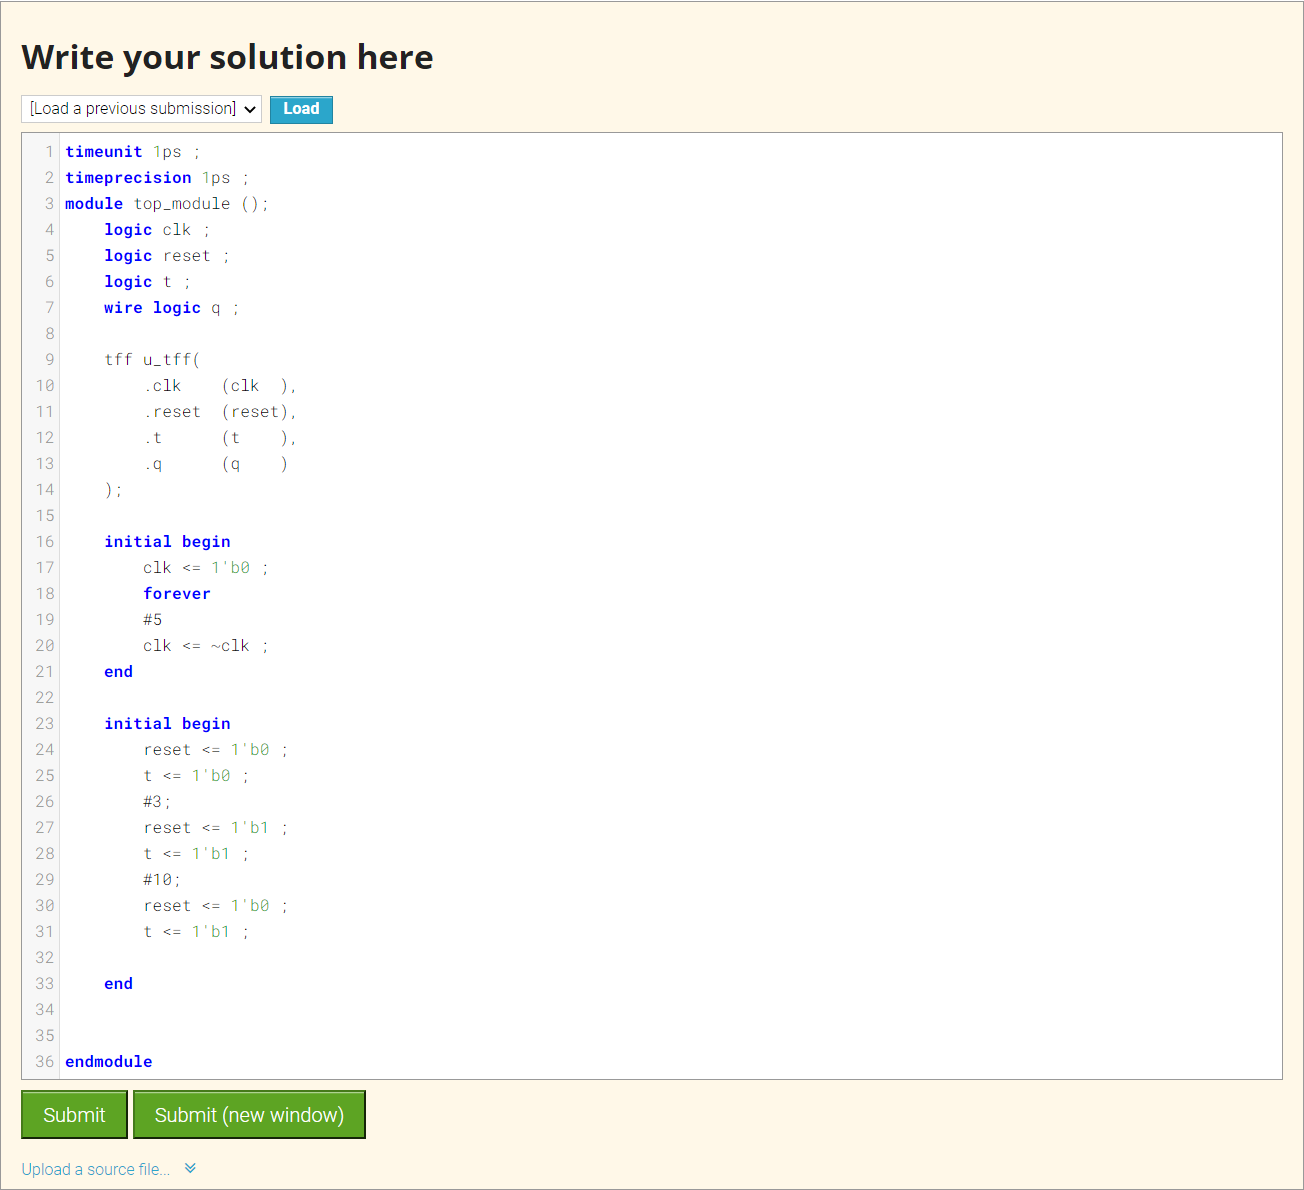 Write your solution here
[Load a previous submission] Load
1 timeunit 1ps ;
2 timeprecision 1ps ;
3 module top_module ();
4     logic clk ;
5     logic reset ;
6     logic t ;
7     wire logic q ;
8
9     tff u_tff(
10         .clk    (clk  ),
11         .reset  (reset),
12         .t      (t    ),
13         .q      (q    )
14     );
15
16     initial begin
17         clk <= 1'b0 ;
18         forever
19         #5
20         clk <= ~clk ;
21     end
22
23     initial begin
24         reset <= 1'b0 ;
25         t <= 1'b0 ;
26         #3;
27         reset <= 1'b1 ;
28         t <= 1'b1 ;
29         #10;
30         reset <= 1'b0 ;
31         t <= 1'b1 ;
32
33     end
34
35
36 endmodule
Submit Submit (new window)
Upload a source file...